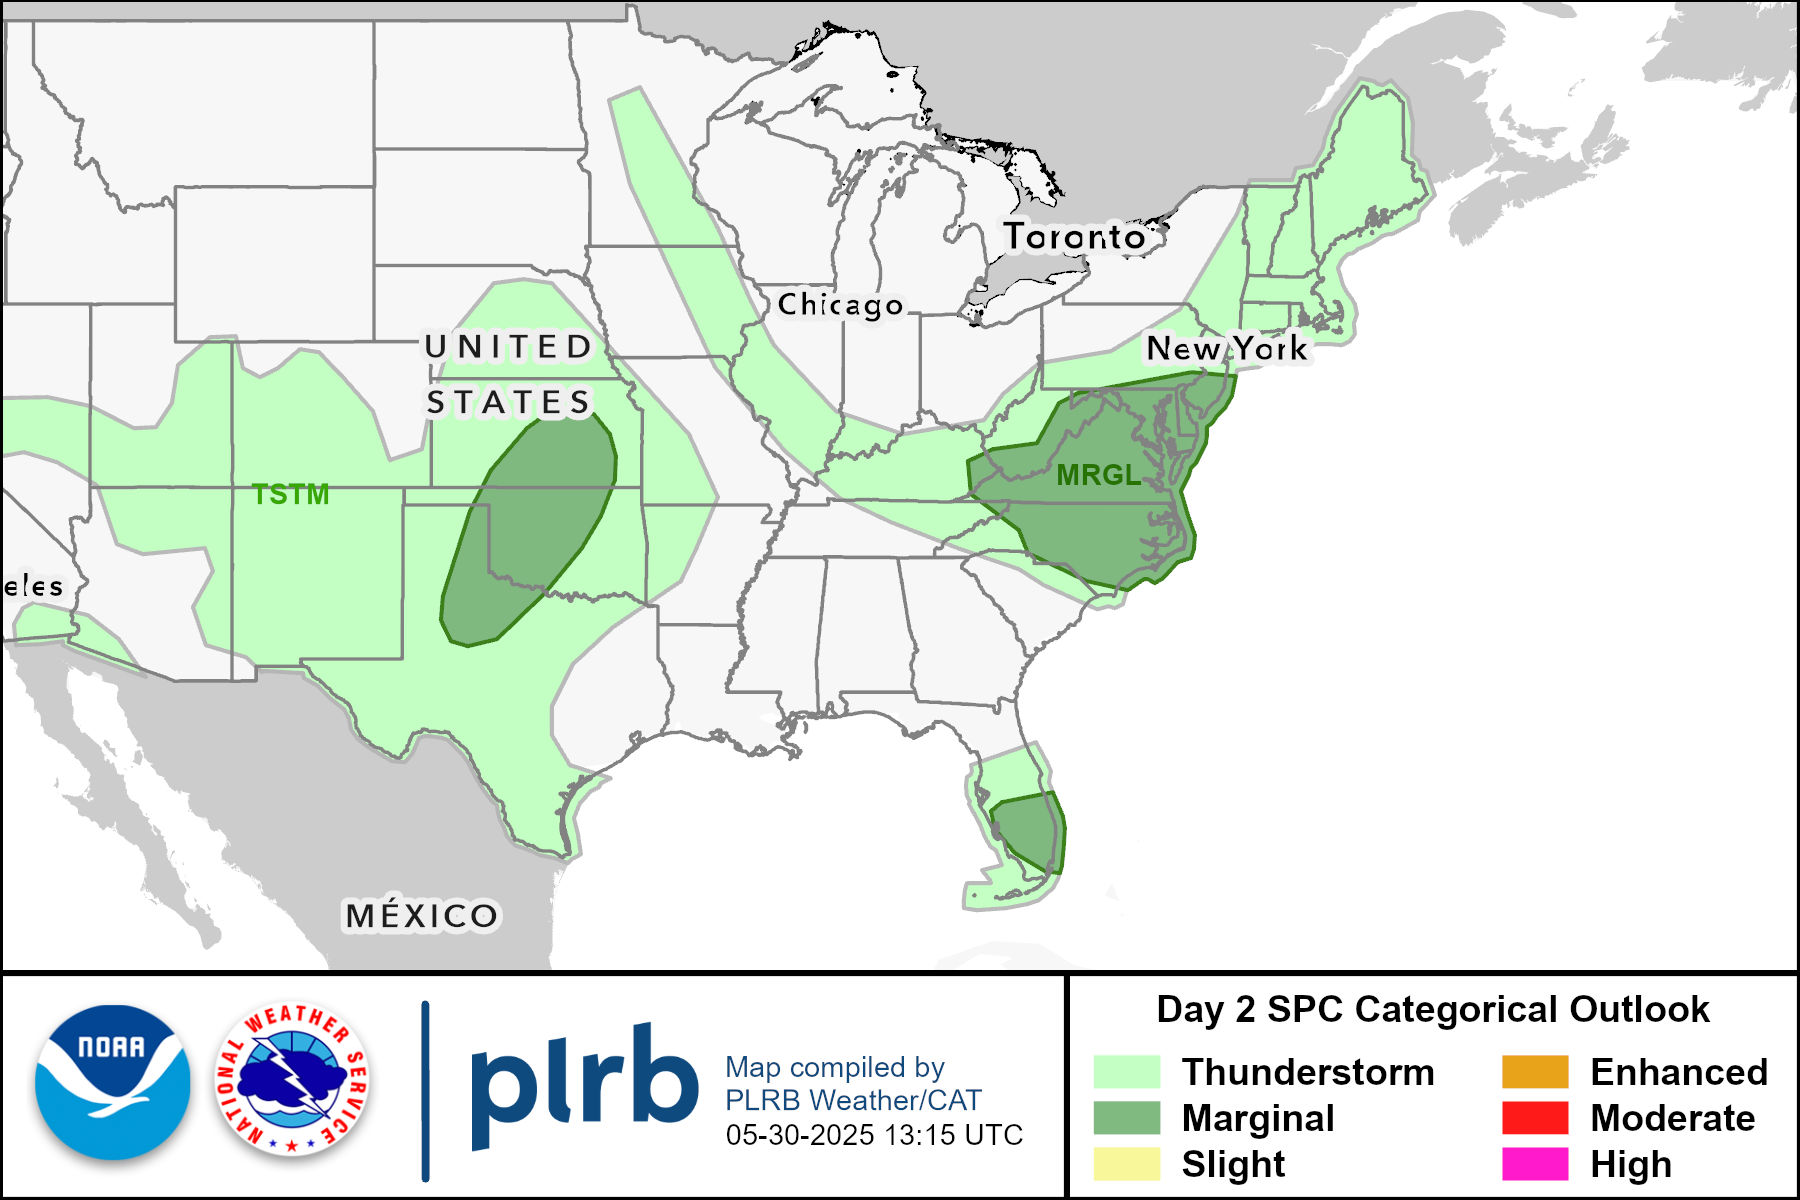 Toronto
Chicago
UNITED
STATES
New York
TSTM
MRGL
eles
MÉXICO
NOAA
NATIONAL WEATHER SERVICE
plrb
Map compiled by
PLRB Weather/CAT
05-30-2025 13:15 UTC
Day 2 SPC Categorical Outlook
Thunderstorm
Marginal
Slight
Enhanced
Moderate
High